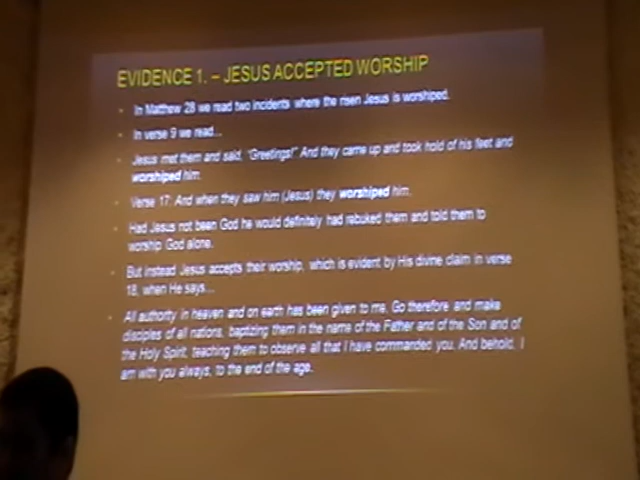 EVIDENCE 1. – JESUS ACCEPTED WORSHIP
In Matthew 28 we read two incidents where the risen Jesus is worshiped.
In verse 9 we read...
Jesus met them and said, "Greetings!" And they came up and took hold of his feet and
worshiped him.
Verse 17: And when they saw him (Jesus) they worshiped him.
Had Jesus not been God he would definitely had rebuked them and told them to
worship God alone.
But instead Jesus accepts their worship, which is evident by His divine claim in verse
18, when He says...
All authority in heaven and on earth has been given to me. Go therefore and make
disciples of all nations, baptizing them in the name of the Father and of the Son and of
the Holy Spirit, teaching them to observe all that I have commanded you. And behold, I
am with you always, to the end of the age.